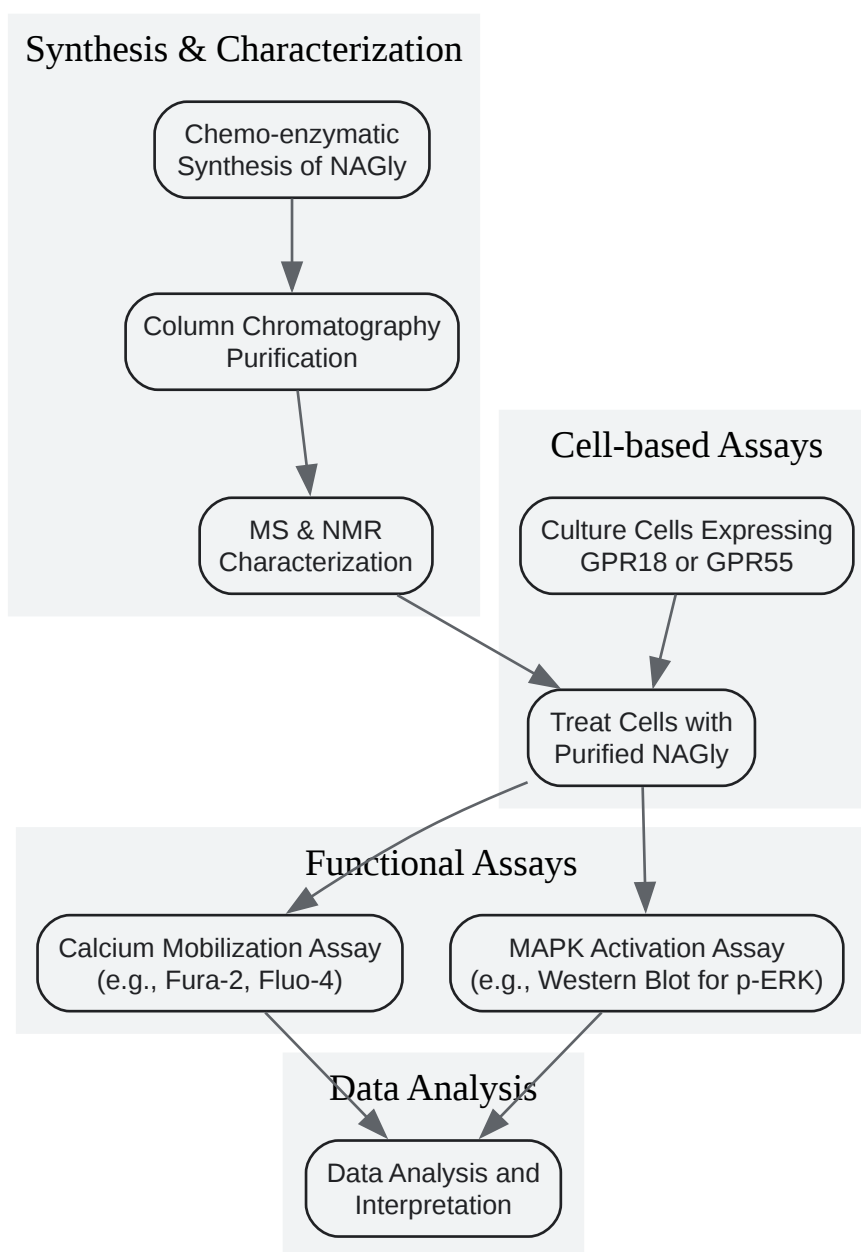 Synthesis & Characterization
Chemo-enzymatic
Synthesis of NAGly
Column Chromatography
Purification
MS & NMR
Characterization
Cell-based Assays
Culture Cells Expressing
GPR18 or GPR55
Treat Cells with
Purified NAGly
Functional Assays
Calcium Mobilization Assay
(e.g., Fura-2, Fluo-4)
MAPK Activation Assay
(e.g., Western Blot for p-ERK)
Data Analysis
Data Analysis and
Interpretation